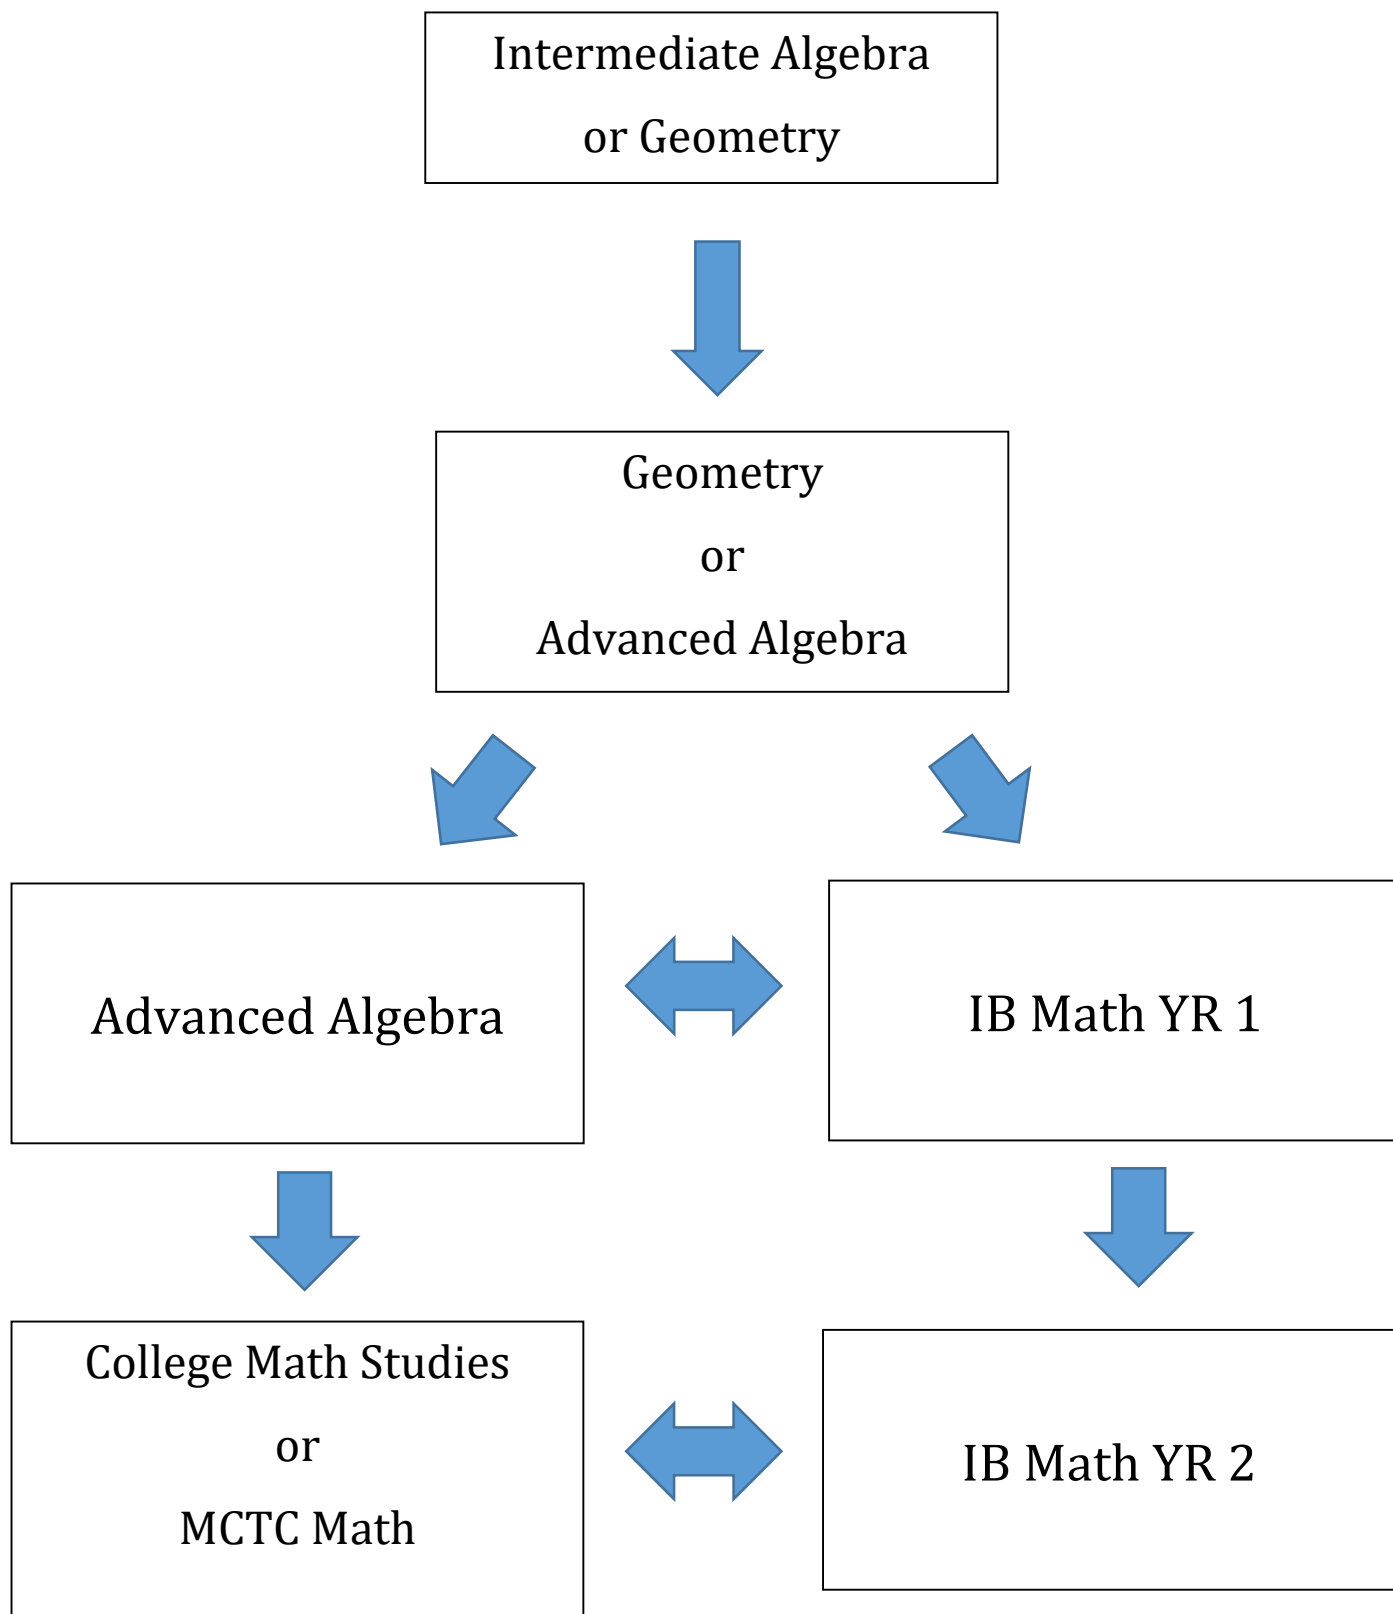 Intermediate Algebra
or Geometry
Geometry
or
Advanced Algebra
Advanced Algebra
IB Math YR 1
College Math Studies
or
MCTC Math
IB Math YR 2